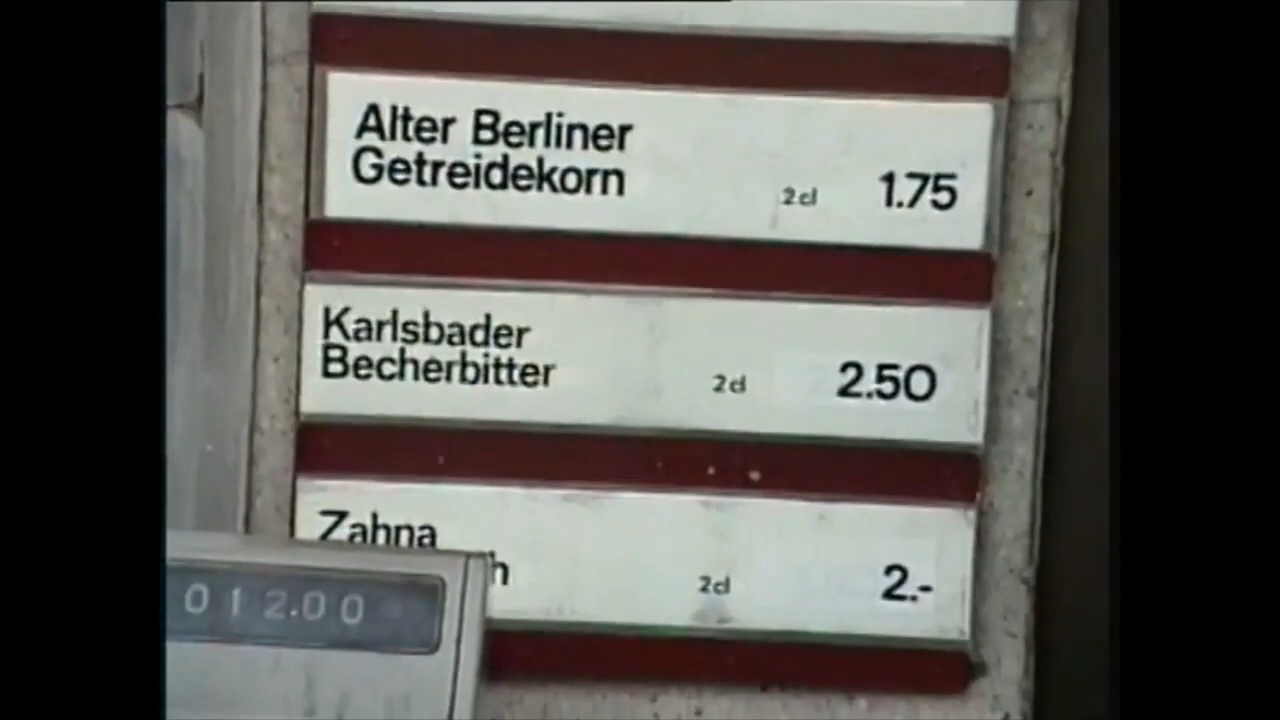 Alter Berliner
Getreidekorn 2cl 1.75
Karlsbader
Becherbitter 2cl 2.50
Zahna
2cl 2.-
012.00